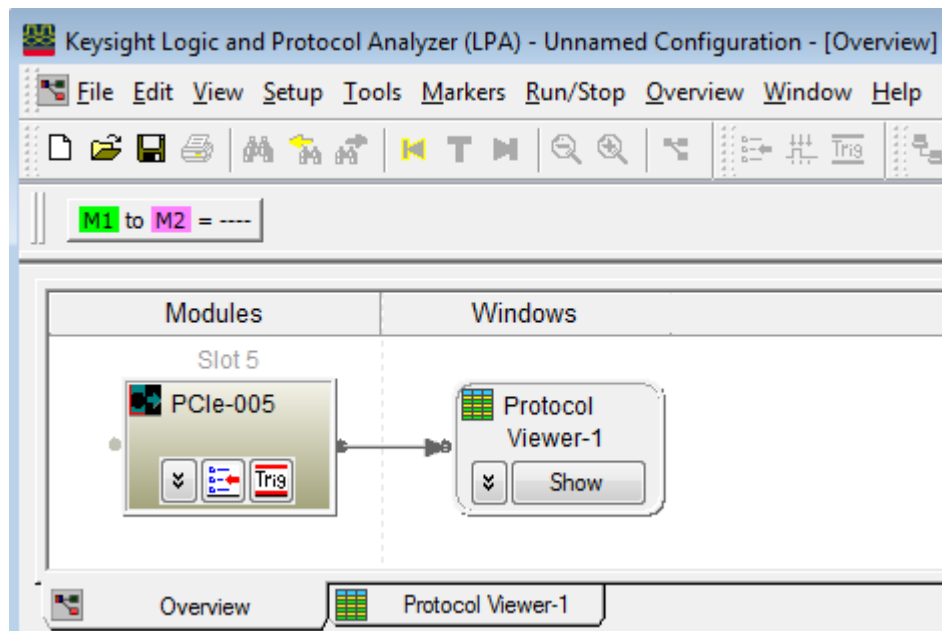 Keysight Logic and Protocol Analyzer (LPA) - Unnamed Configuration - [Overview]
File Edit View Setup Tools Markers Run/Stop Overview Window Help
T Trig
M1 to M2 = ----
Modules Windows
Slot 5
PCIe-005
Trig
Protocol
Viewer-1
Show
Overview Protocol Viewer-1